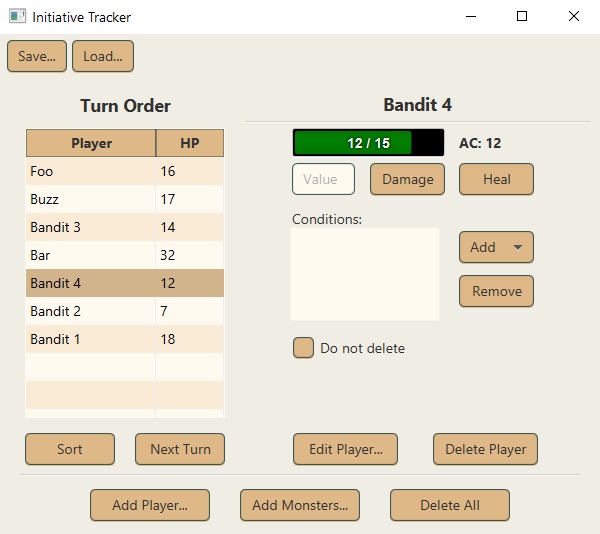 Initiative Tracker
Save... Load...
Turn Order
Player HP
Foo 16
Buzz 17
Bandit 3 14
Bar 32
Bandit 4 12
Bandit 2 7
Bandit 1 18
Sort Next Turn
Bandit 4
12 / 15 AC: 12
Value Damage Heal
Conditions:
Add
Remove
Do not delete
Edit Player... Delete Player
Add Player... Add Monsters... Delete All